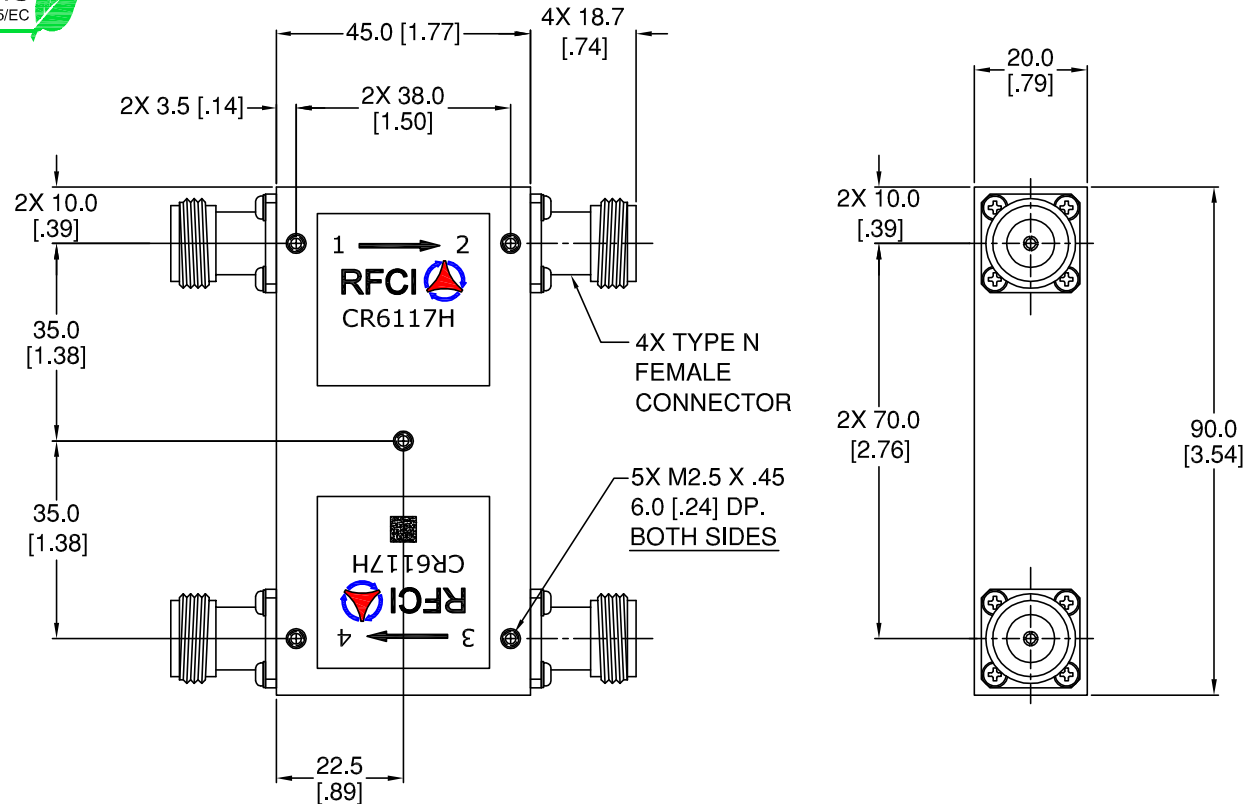 5/EC
45.0 [1.77]
4X 18.7
[.74]
20.0
[.79]
2X 3.5 [.14]
2X 38.0
[1.50]
2X 10.0
[.39]
2X 10.0
[.39]
1
2
RFCI
CR6117H
35.0
[1.38]
4X TYPE N
FEMALE
CONNECTOR
2X 70.0
[2.76]
90.0
[3.54]
35.0
[1.38]
5X M2.5 X .45
6.0 [.24] DP.
BOTH SIDES
3
4
RFCI
CR6117H
22.5
[.89]